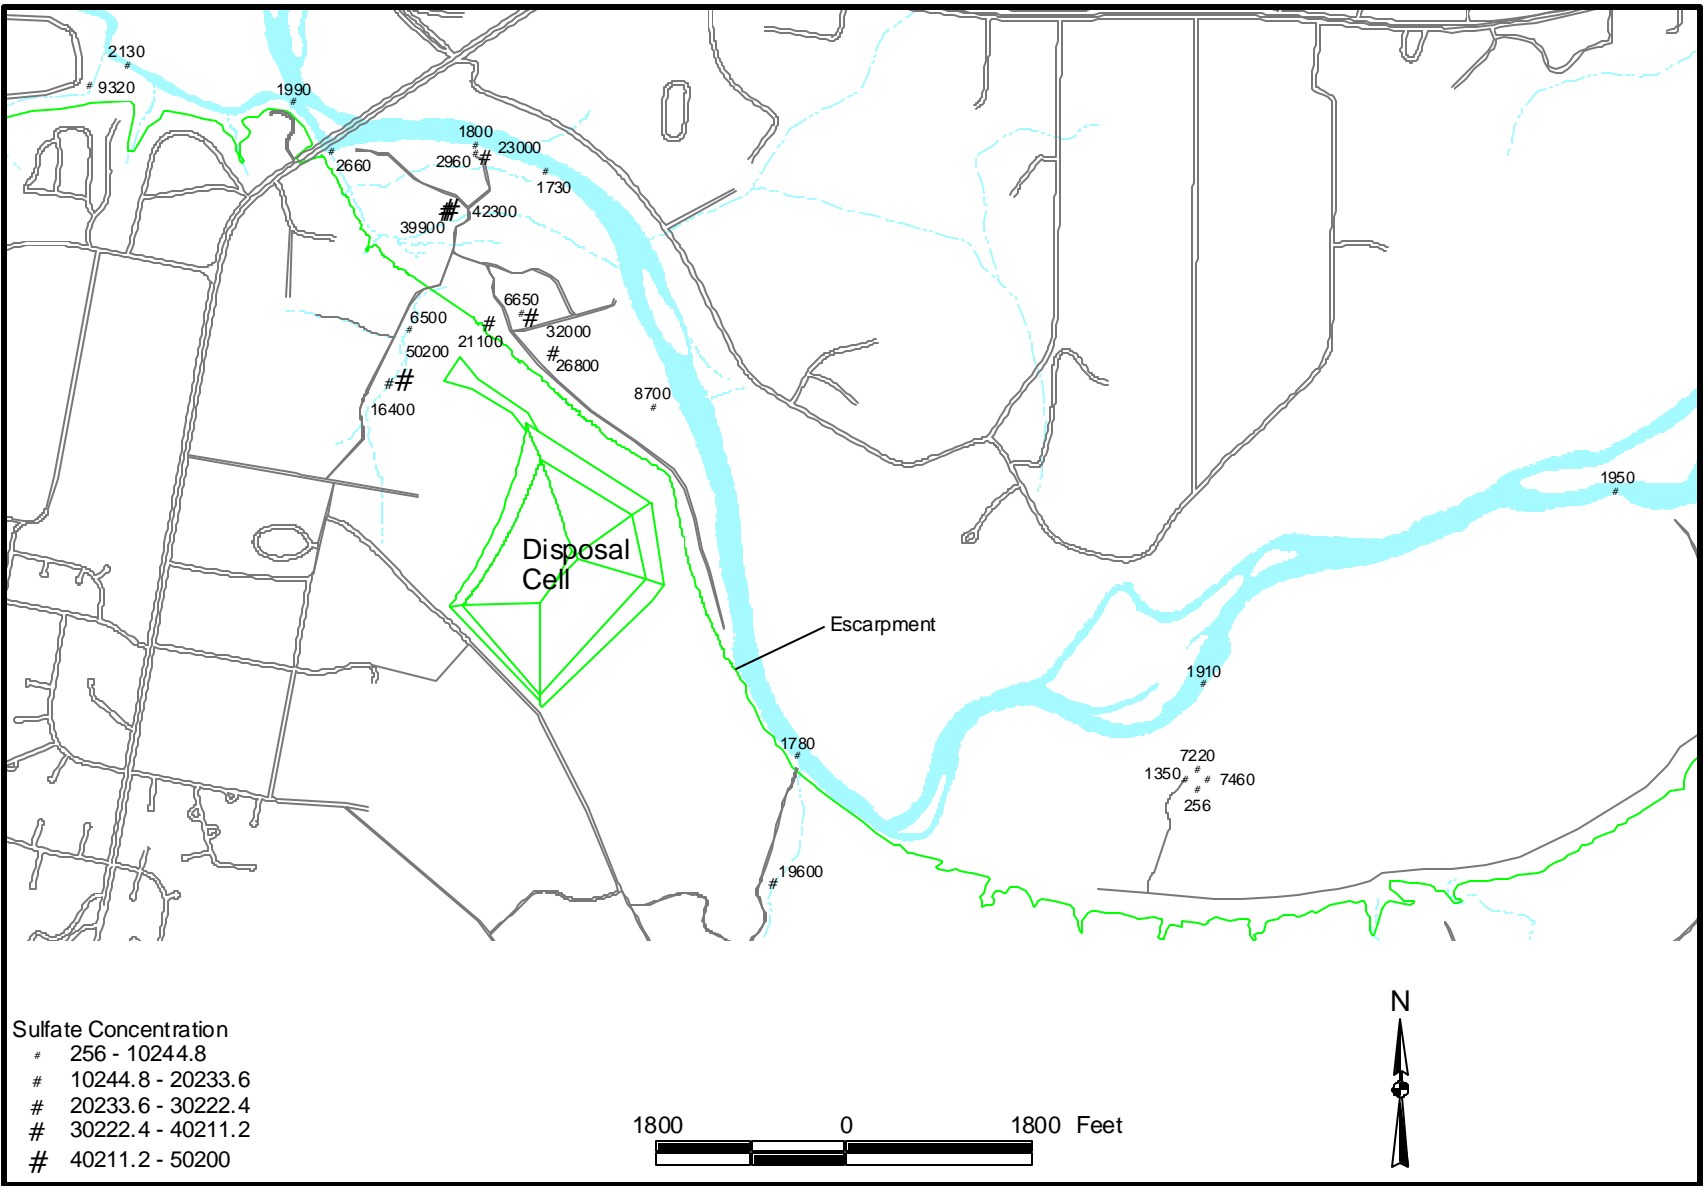 2130
9320
1990
1800
23000
2960
2660
1730
42300
39900
6650
6500
32000
21100
50200
26800
16400
8700
1950
Disposal
Cell
Escarpment
1910
1780
7220
1350
7460
256
19600
N
Sulfate Concentration
# 256 - 10244.8
# 10244.8 - 20233.6
# 20233.6 - 30222.4
# 30222.4 - 40211.2
# 40211.2 - 50200
1800 0 1800 Feet